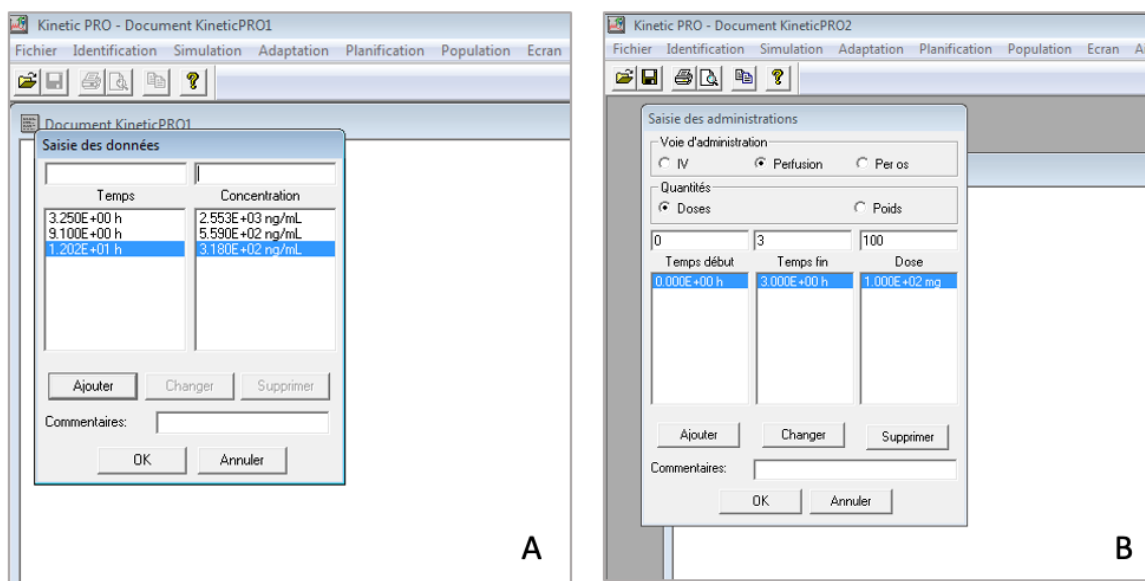 Kinetic PRO - Document KineticPRO1
Fichier Identification Simulation Adaptation Planification Population Ecran
Document KineticPRO1
Saisie des données
Temps Concentration
3.250E+00 h 2.553E+03 ng/mL
9.100E+00 h 5.590E+02 ng/mL
1.202E+01 h 3.180E+02 ng/mL
Ajouter Changer Supprimer
Commentaires:
OK Annuler
A
Kinetic PRO - Document KineticPRO2
Fichier Identification Simulation Adaptation Planification Population Ecran
Saisie des administrations
Voie d'administration
IV Perfusion Per os
Quantités
Doses Poids
0 3 100
Temps début Temps fin Dose
0.000E+00 h 3.000E+00 h 1.000E+02 mg
Ajouter Changer Supprimer
Commentaires:
OK Annuler
B